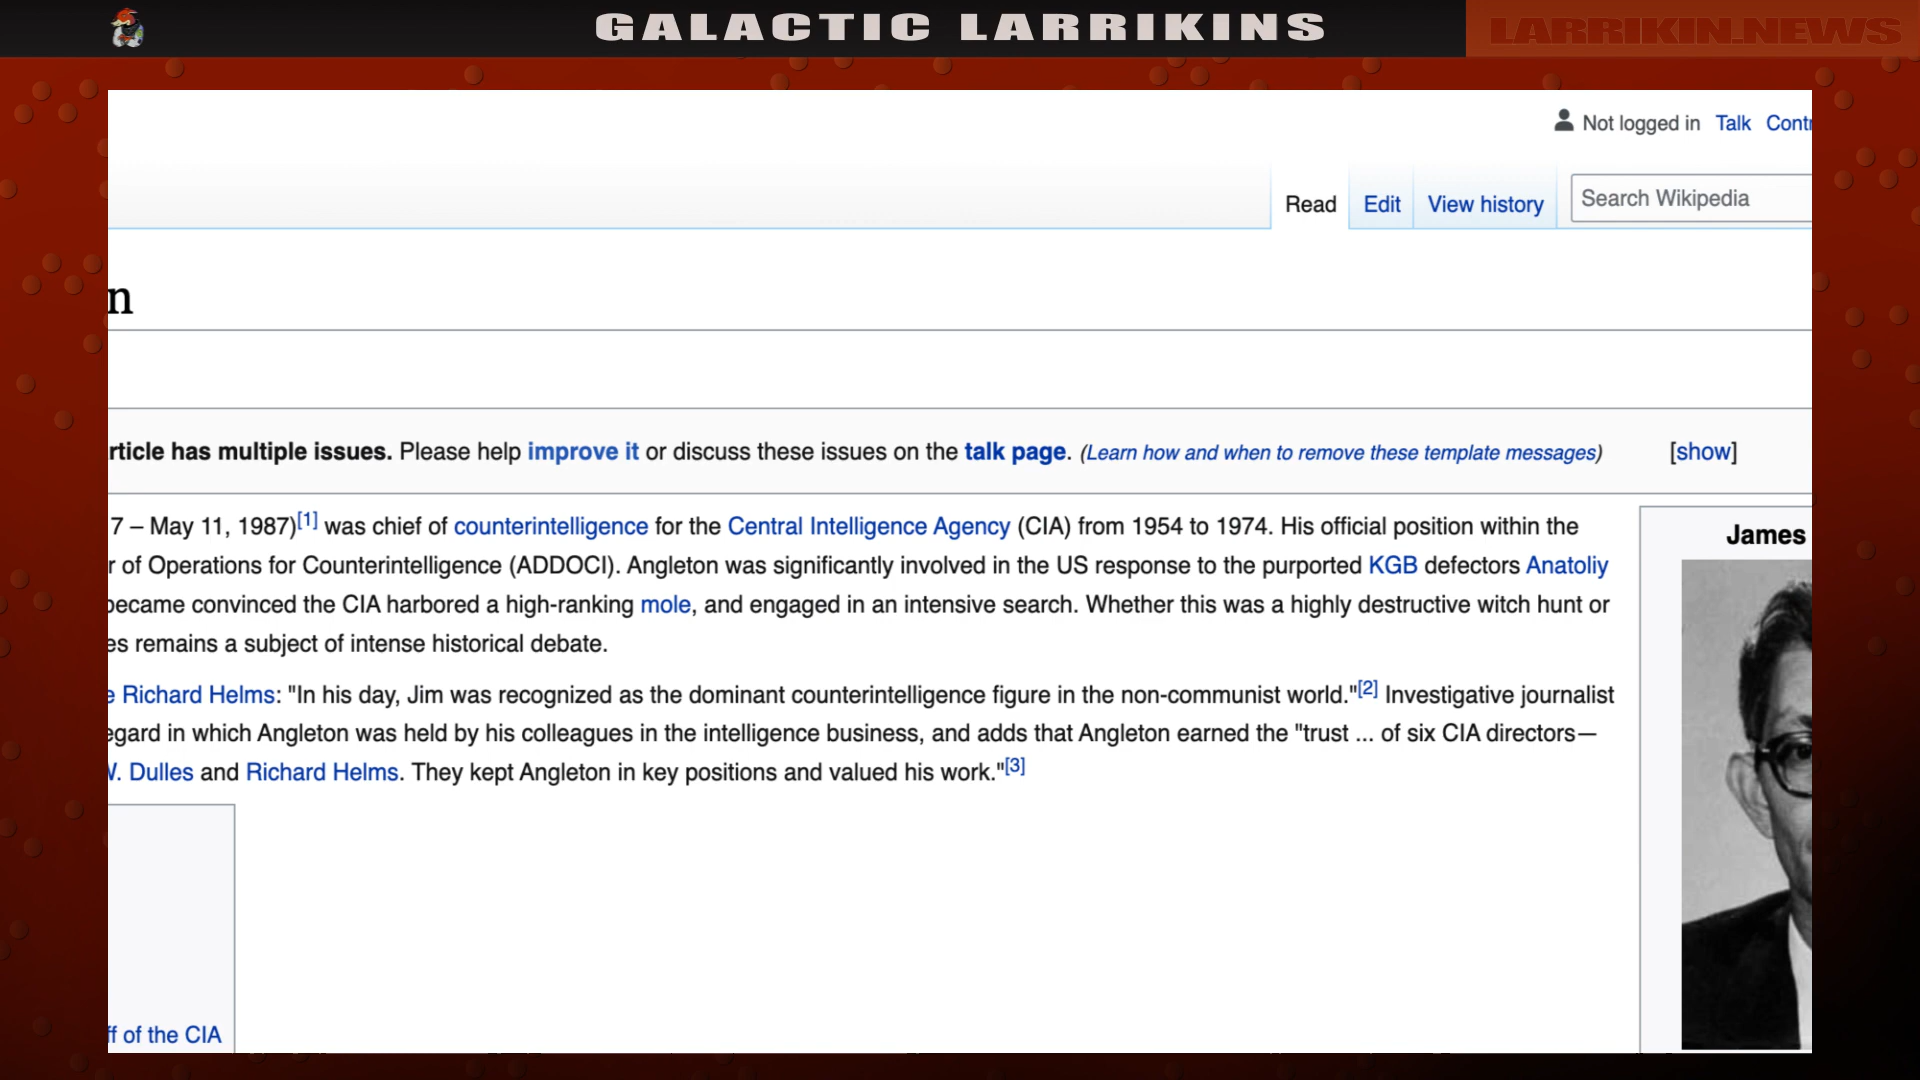 GALACTIC LARRIKINS
LARRIKIN.NEWS
Not logged in Talk Contr
Read Edit View history Search Wikipedia
n
rticle has multiple issues. Please help improve it or discuss these issues on the talk page. (Learn how and when to remove these template messages) [show]
7 – May 11, 1987)[1] was chief of counterintelligence for the Central Intelligence Agency (CIA) from 1954 to 1974. His official position within the
r of Operations for Counterintelligence (ADDOCI). Angleton was significantly involved in the US response to the purported KGB defectors Anatoliy
became convinced the CIA harbored a high-ranking mole, and engaged in an intensive search. Whether this was a highly destructive witch hunt or
es remains a subject of intense historical debate.
e Richard Helms: "In his day, Jim was recognized as the dominant counterintelligence figure in the non-communist world."[2] Investigative journalist
egard in which Angleton was held by his colleagues in the intelligence business, and adds that Angleton earned the "trust ... of six CIA directors—
W. Dulles and Richard Helms. They kept Angleton in key positions and valued his work."[3]
James
ff of the CIA